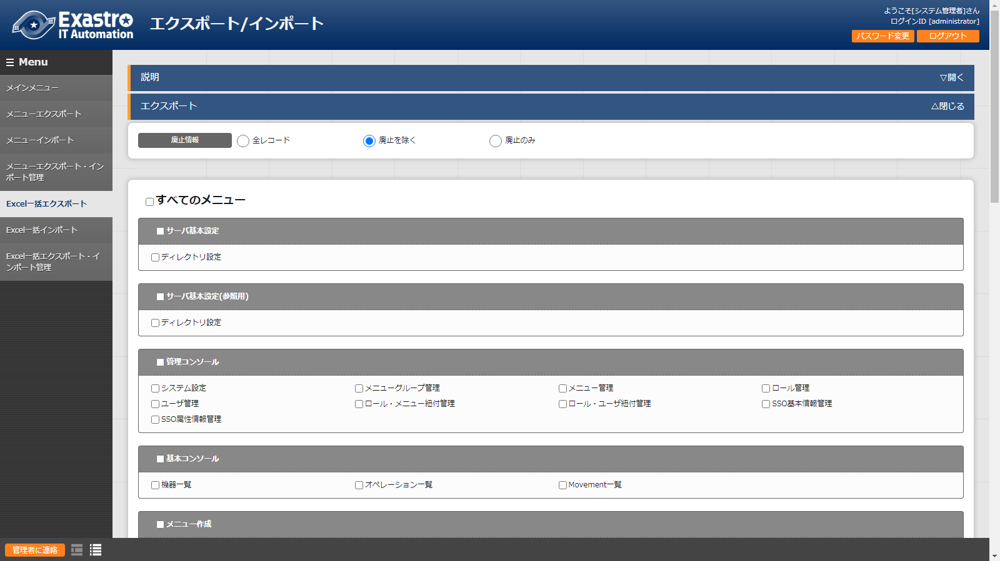 Exastro
IT Automation
エクスポート/インポート
ようこそ[システム管理者]さん
ログインID [administrator]
パスワード変更
ログアウト
Menu
メインメニュー
メニューエクスポート
メニューインポート
メニューエクスポート・イン
ポート管理
Excel一括エクスポート
Excel一括インポート
Excel一括エクスポート・イ
ンポート管理
説明
▽開く
エクスポート
△閉じる
廃止情報
全レコード
廃止を除く
廃止のみ
すべてのメニュー
サーバ基本設定
ディレクトリ設定
サーバ基本設定(参照用)
ディレクトリ設定
管理コンソール
システム設定
メニューグループ管理
メニュー管理
ロール管理
ユーザ管理
ロール・メニュー紐付管理
ロール・ユーザ紐付管理
SSO基本情報管理
SSO属性情報管理
基本コンソール
機器一覧
オペレーション一覧
Movement一覧
メニュー作成
管理者に連絡